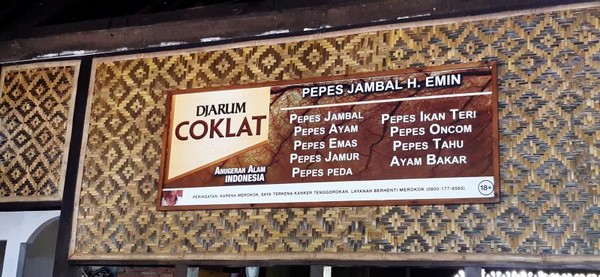 PEPES JAMBAL H. EMIN
DJARUM
COKLAT
ANUGERAH ALAM
INDONESIA
PEPES JAMBAL
PEPES AYAM
PEPES EMAS
PEPES JAMUR
PEPES PEDA
PEPES IKAN TERI
PEPES ONCOM
PEPES TAHU
AYAM BAKAR
PERINGATAN: KARENA MEROKOK, SAYA TERKENA KANKER TENGGOROKAN. LAYANAN BERHENTI MEROKOK (0800-177-6565)
18+